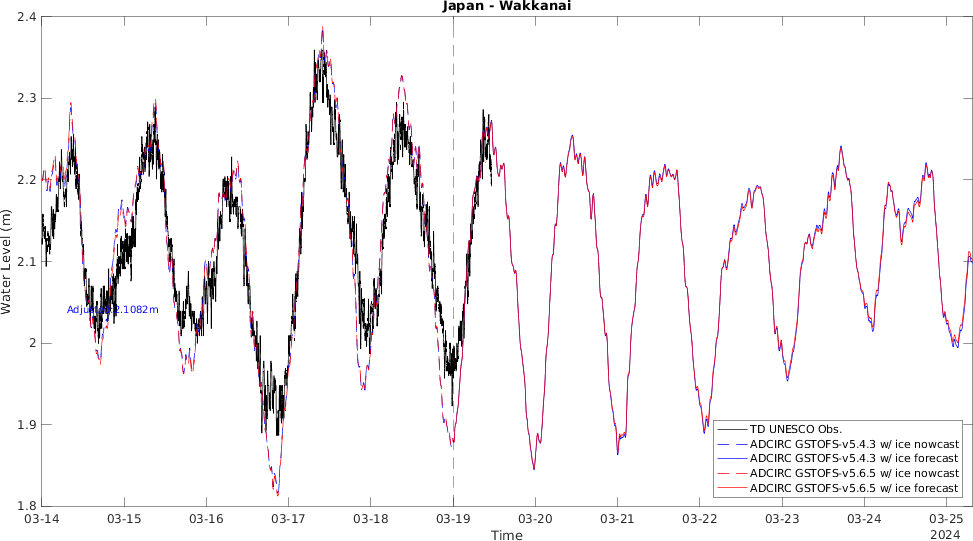 Japan - Wakkanai
2.4
2.3
2.2
2.1
2
1.9
1.8
Water Level (m)
2.1082m
TD UNESCO Obs.
ADCIRC GSTOFS-v5.4.3 w/ ice nowcast
ADCIRC GSTOFS-v5.4.3 w/ ice forecast
ADCIRC GSTOFS-v5.6.5 w/ ice nowcast
ADCIRC GSTOFS-v5.6.5 w/ ice forecast
03-14 03-15 03-16 03-17 03-18 03-19 03-20 03-21 03-22 03-23 03-24 03-25
Time
2024